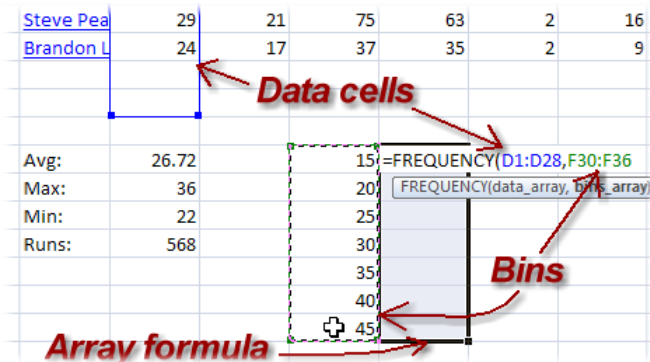 Steve Pea 29 21 75 63 2 16
Brandon L 24 17 37 35 2 9
Data cells
Avg: 26.72 15 =FREQUENCY(D1:D28,F30:F36
Max: 36 20 FREQUENCY(data_array, bins_array)
Min: 22 25
Runs: 568 30
35
Bins
40
45
Array formula